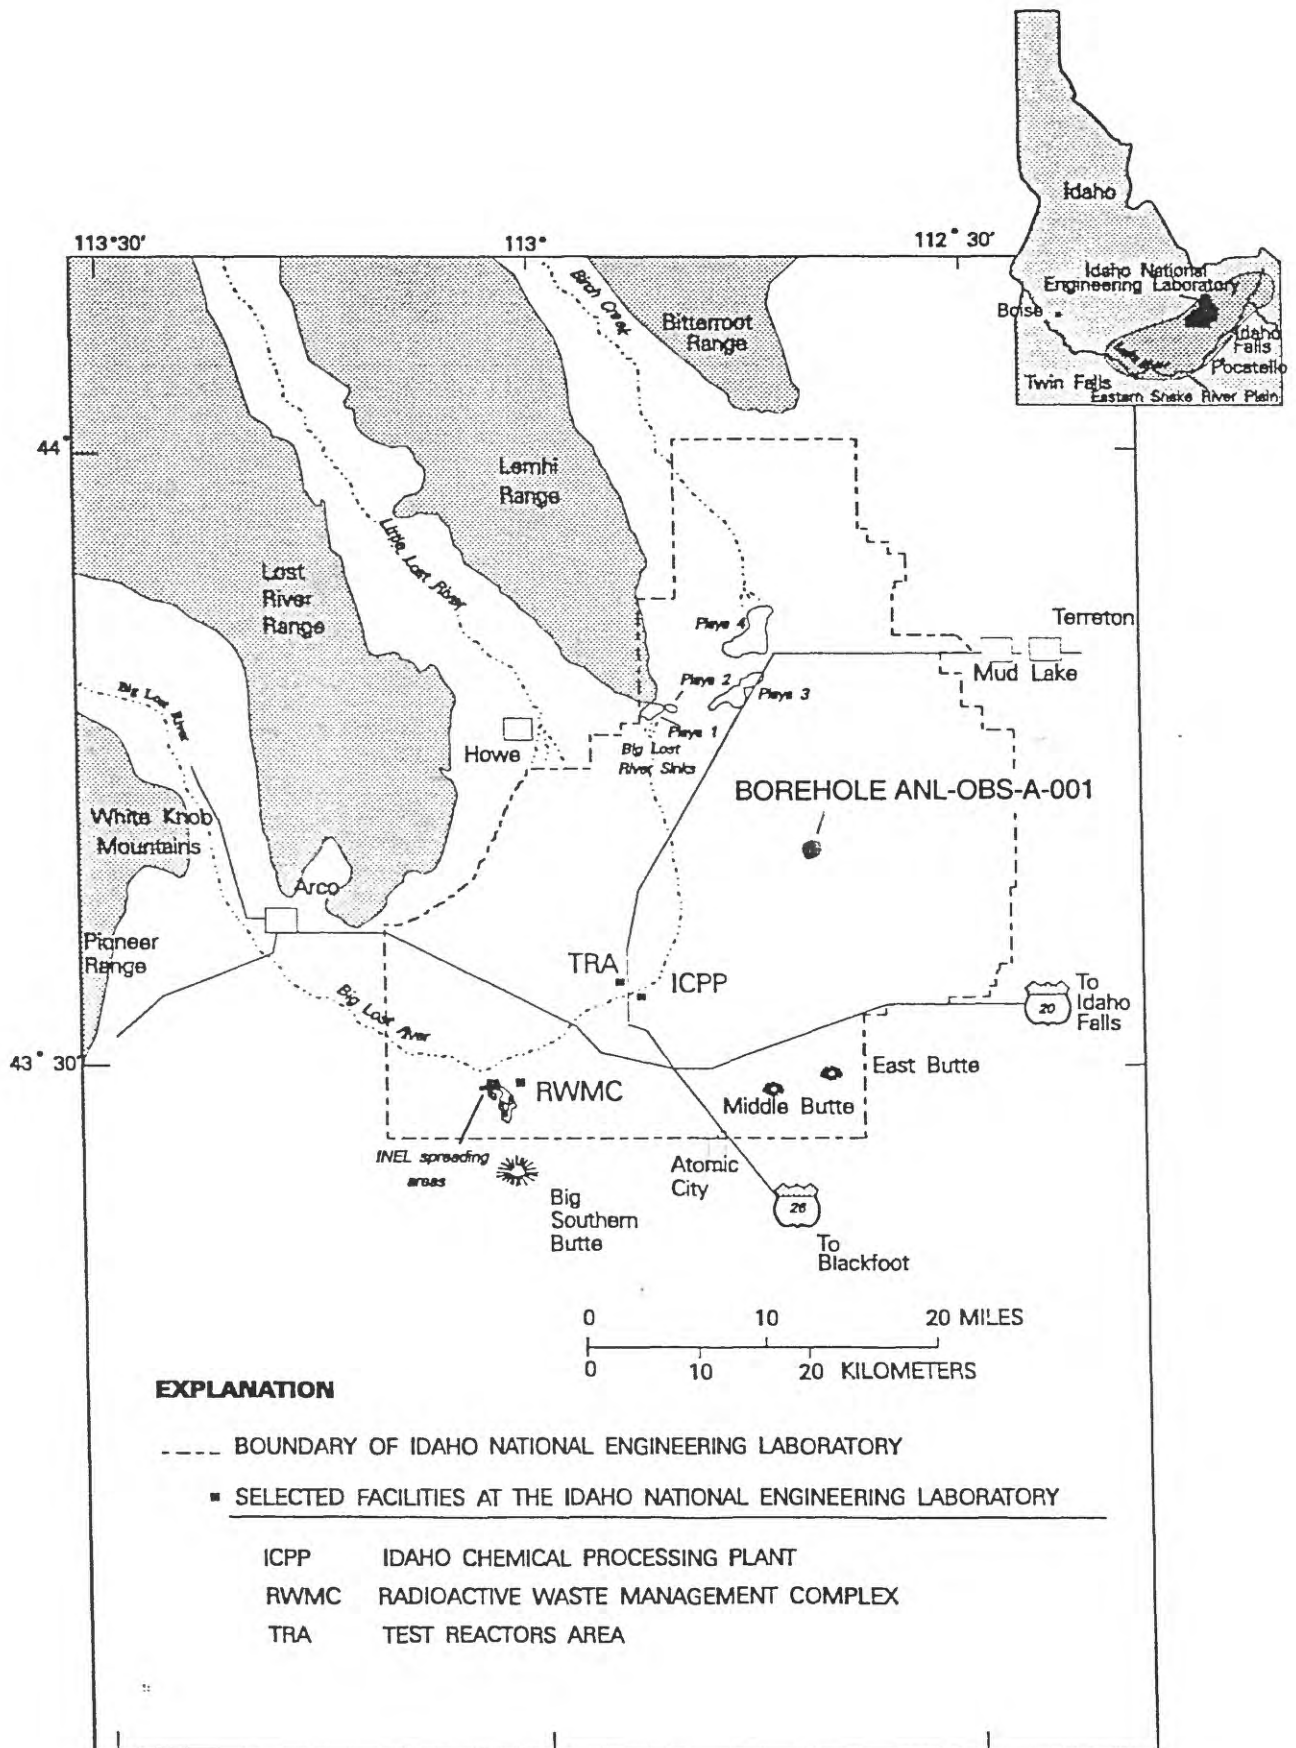 Idaho
Idaho National
Engineering Laboratory
Boise
Idaho
Falls
Pocatello
Snake River
Twin Falls
Eastern Snake River Plain
113°30'
113°
112° 30'
Birch Creek
Bitterroot
Range
44°
Lemhi
Range
Little Lost River
Lost
River
Range
Terreton
Playa 4
Mud Lake
Playa 2
Playa 3
Big Lost
River
Playa 1
Howe
Big Lost
River Sinks
BOREHOLE ANL-OBS-A-001
White Knob
Mountains
Arco
Pioneer
Range
TRA
ICPP
To
Idaho
Falls
20
Big Lost River
43° 30'
East Butte
RWMC
Middle Butte
INEL spreading
areas
Atomic
City
Big
Southern
Butte
26
To
Blackfoot
0 10 20 MILES
0 10 20 KILOMETERS
EXPLANATION
BOUNDARY OF IDAHO NATIONAL ENGINEERING LABORATORY
SELECTED FACILITIES AT THE IDAHO NATIONAL ENGINEERING LABORATORY
ICPP IDAHO CHEMICAL PROCESSING PLANT
RWMC RADIOACTIVE WASTE MANAGEMENT COMPLEX
TRA TEST REACTORS AREA